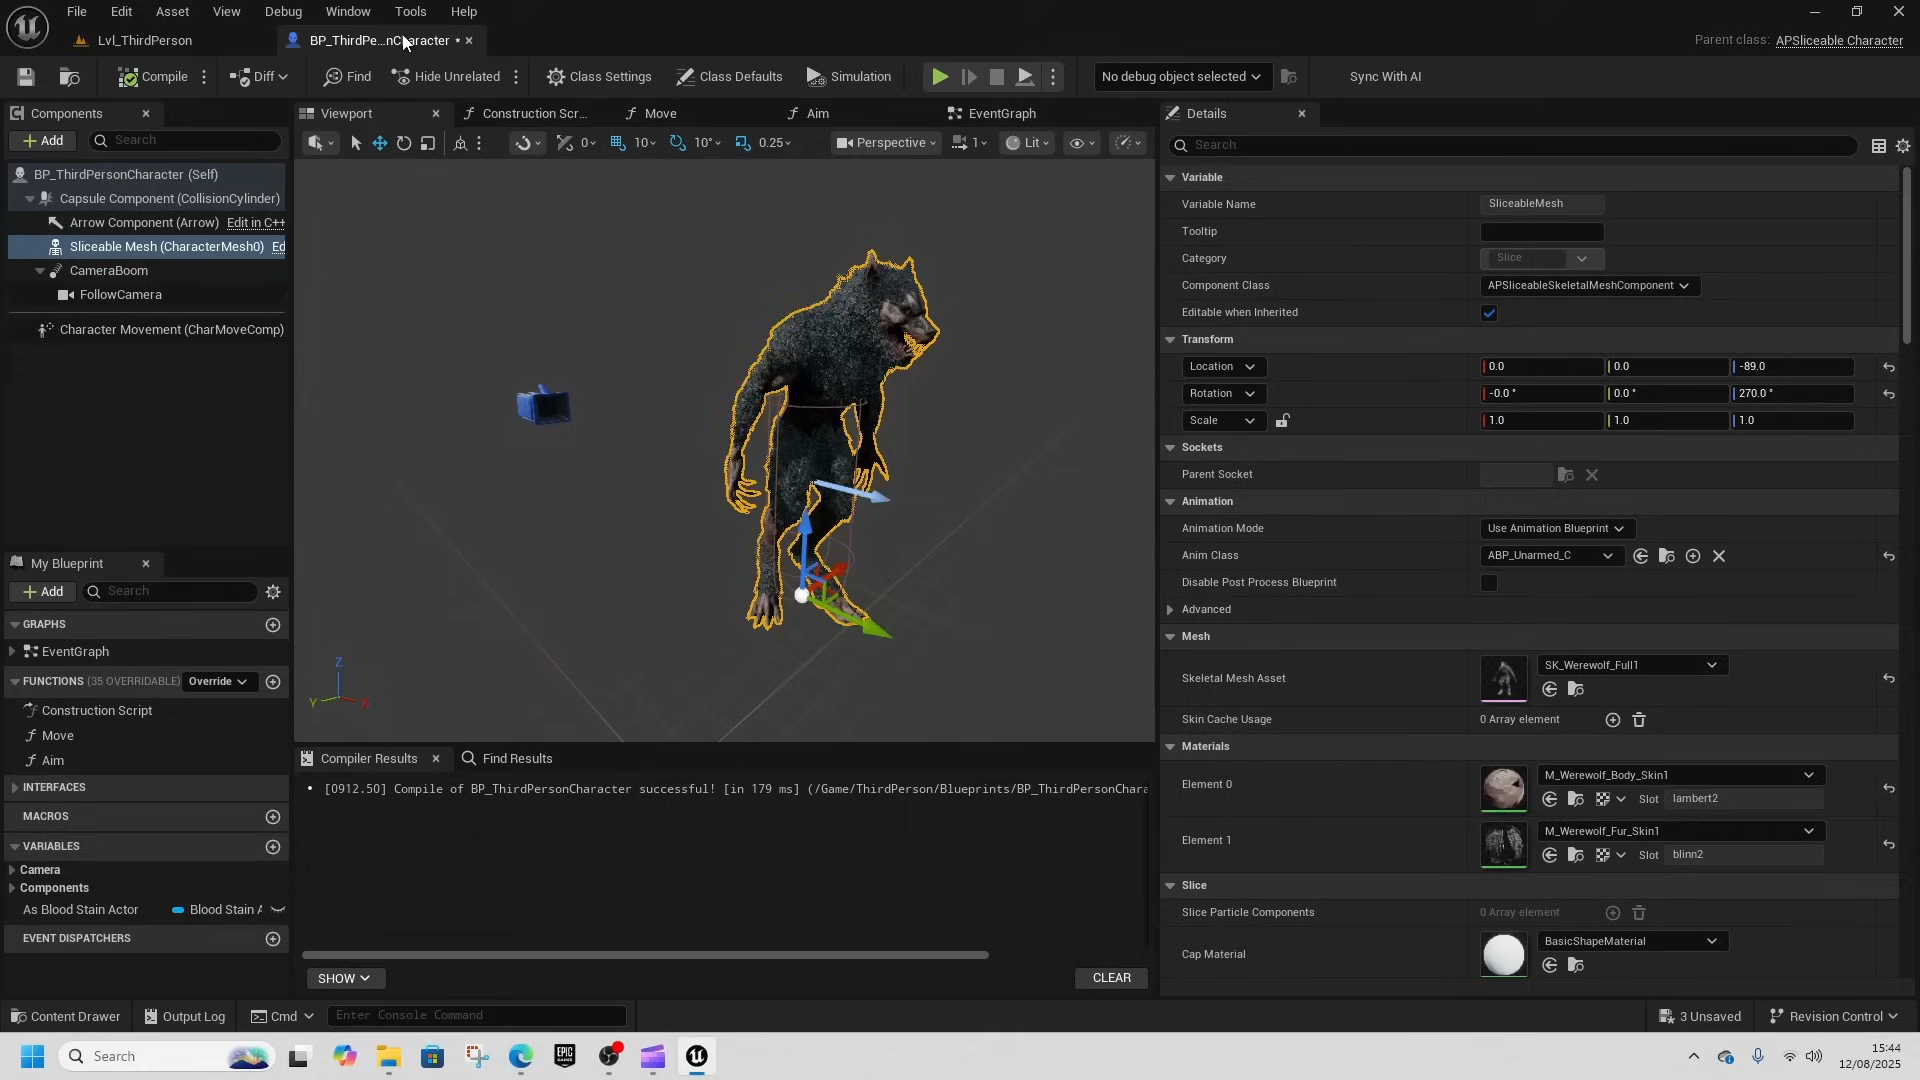 File Edit Asset View Debug Window Tools Help
Lvl_ThirdPerson BP_ThirdPe...nCharacter * Parent class: APSliceable Character
Compile Diff Find Hide Unrelated Class Settings Class Defaults Simulation No debug object selected Sync With AI
Components
Add Search
BP_ThirdPersonCharacter (Self)
Capsule Component (CollisionCylinder)
Arrow Component (Arrow) Edit in C++
Sliceable Mesh (CharacterMesh0) Ed
CameraBoom
FollowCamera
Character Movement (CharMoveComp)
My Blueprint
Add Search
GRAPHS
EventGraph
FUNCTIONS (35 OVERRIDABLE) Override
Construction Script
Move
Aim
INTERFACES
MACROS
VARIABLES
Camera
Components
As Blood Stain Actor Blood Stain A
EVENT DISPATCHERS
Viewport Construction Scr... Move Aim EventGraph
0 10 10° 0.25 Perspective 1 Lit
Z
Y X
Compiler Results Find Results
• [0912.50] Compile of BP_ThirdPersonCharacter successful! [in 179 ms] (/Game/ThirdPerson/Blueprints/BP_ThirdPersonChara
SHOW CLEAR
Details
Search
Variable
Variable Name SliceableMesh
Tooltip
Category Slice
Component Class APSliceableSkeletalMeshComponent
Editable when Inherited
Transform
Location 0.0 0.0 -89.0
Rotation -0.0 ° 0.0 ° 270.0 °
Scale 1.0 1.0 1.0
Sockets
Parent Socket
Animation
Animation Mode Use Animation Blueprint
Anim Class ABP_Unarmed_C
Disable Post Process Blueprint
Advanced
Mesh
Skeletal Mesh Asset SK_Werewolf_Full1
Skin Cache Usage 0 Array element
Materials
Element 0 M_Werewolf_Body_Skin1
Slot lambert2
Element 1 M_Werewolf_Fur_Skin1
Slot blinn2
Slice
Slice Particle Components 0 Array element
Cap Material BasicShapeMaterial
Content Drawer Output Log Cmd Enter Console Command 3 Unsaved Revision Control
Search EPIC GAMES 15:44
12/08/2025